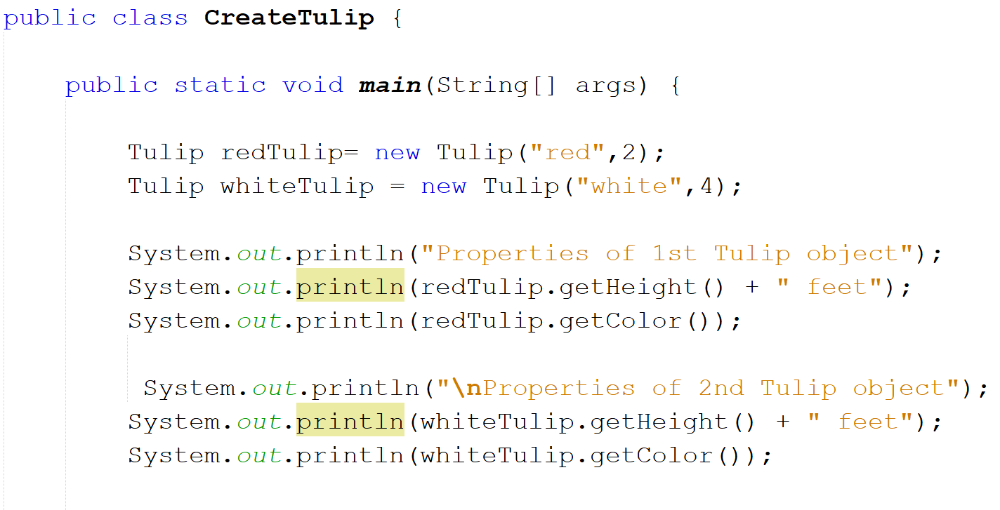 public class CreateTulip {
public static void main(String[] args) {
Tulip redTulip= new Tulip("red",2);
Tulip whiteTulip = new Tulip("white",4);
System.out.println("Properties of 1st Tulip object");
System.out.println(redTulip.getHeight() + " feet");
System.out.println(redTulip.getColor());
System.out.println("\nProperties of 2nd Tulip object");
System.out.println(whiteTulip.getHeight() + " feet");
System.out.println(whiteTulip.getColor());